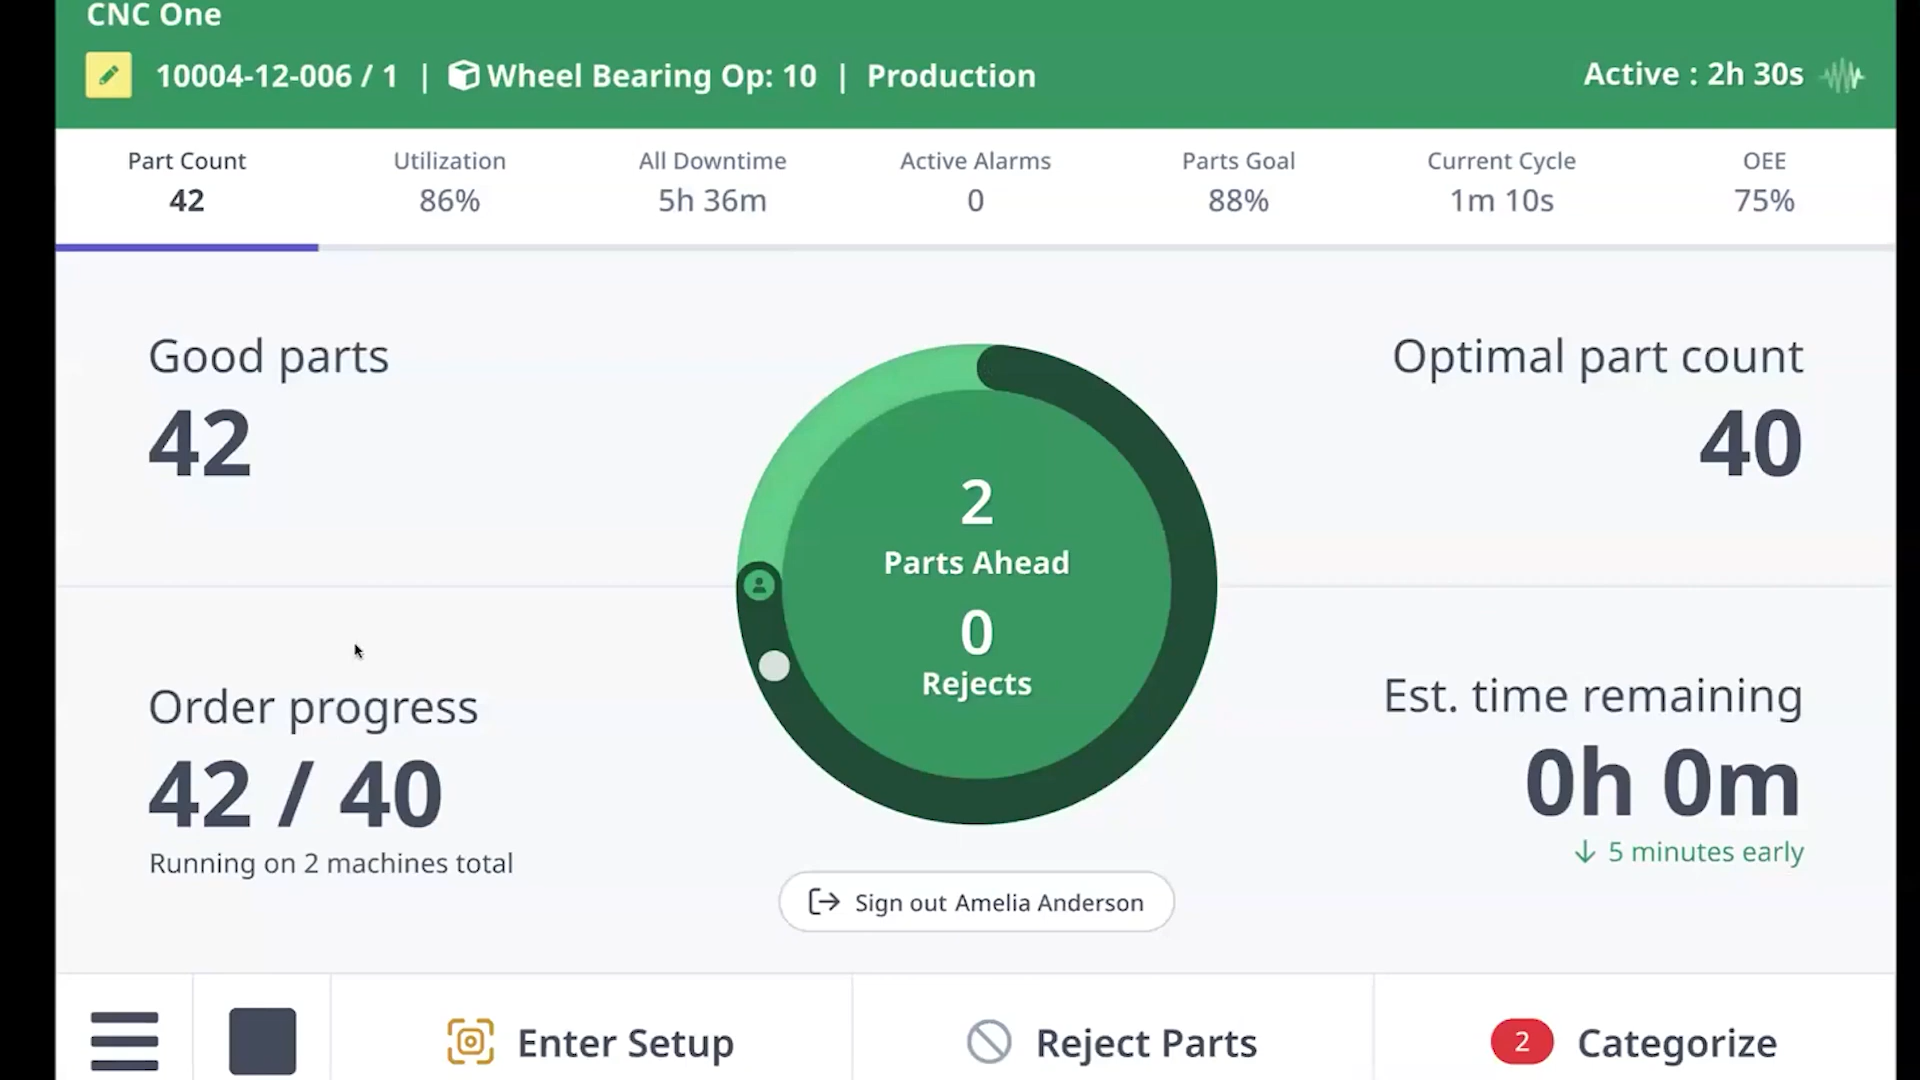 CNC One
10004-12-006 / 1 | Wheel Bearing Op: 10 | Production
Active : 2h 30s
Part Count
42
Utilization
86%
All Downtime
5h 36m
Active Alarms
0
Parts Goal
88%
Current Cycle
1m 10s
OEE
75%
Good parts
42
Optimal part count
40
2
Parts Ahead
0
Rejects
Order progress
42 / 40
Running on 2 machines total
Est. time remaining
0h 0m
↓ 5 minutes early
Sign out Amelia Anderson
Enter Setup
Reject Parts
2 Categorize